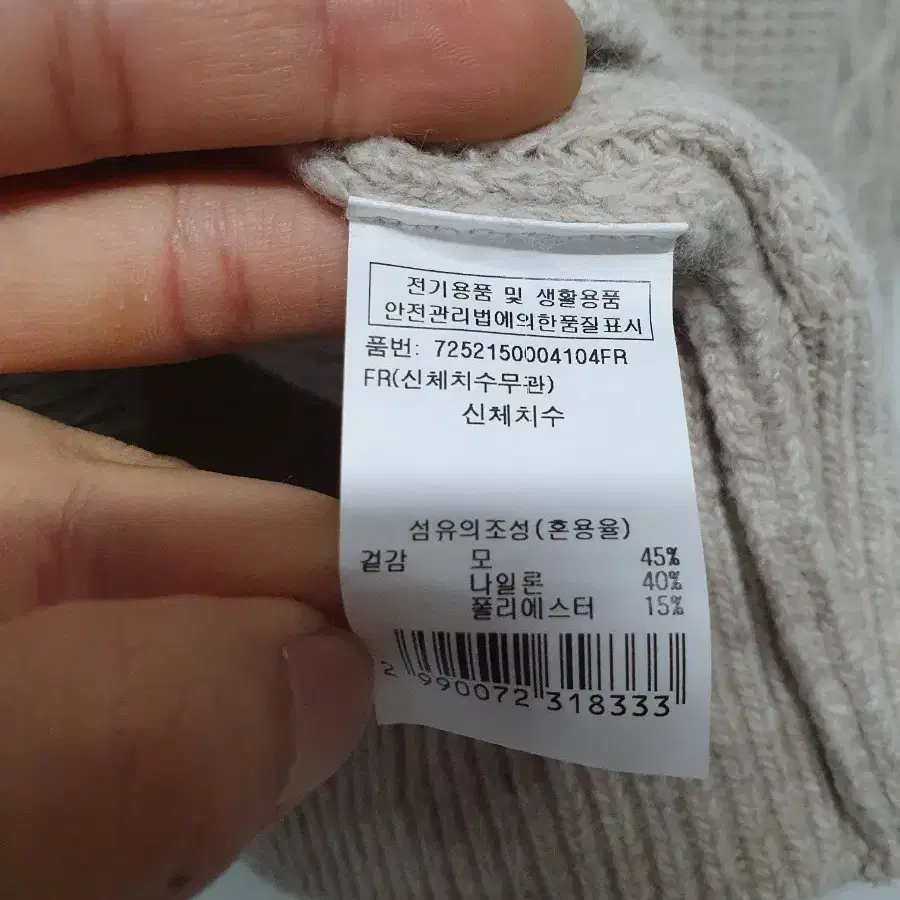 전기용품 및 생활용품
안전관리법에의한품질표시
품번: 7252150004104FR
FR(신체치수무관)
신체치수
섬유의조성(혼용율)
겉감 모 45%
나일론 40%
폴리에스터 15%
2 990072 318333